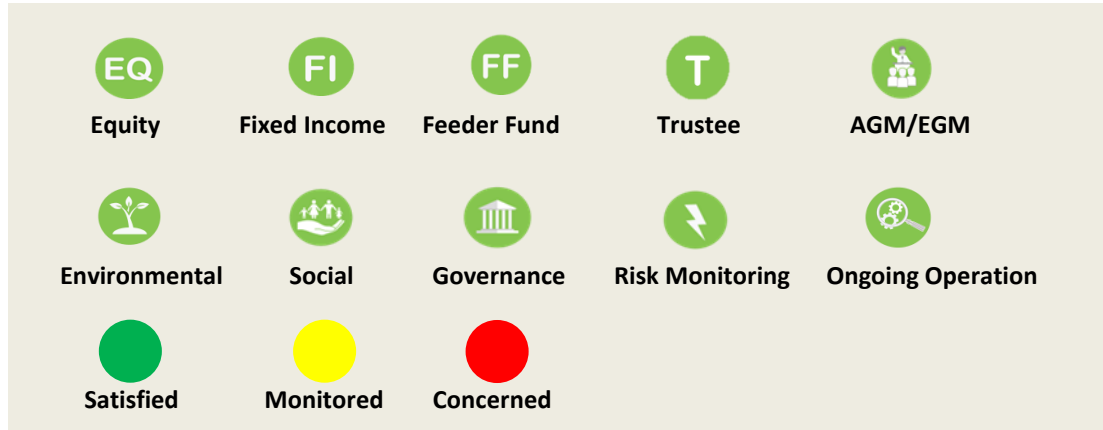 EQ FI FF T
Equity Fixed Income Feeder Fund Trustee AGM/EGM
Environmental Social Governance Risk Monitoring Ongoing Operation
Satisfied Monitored Concerned